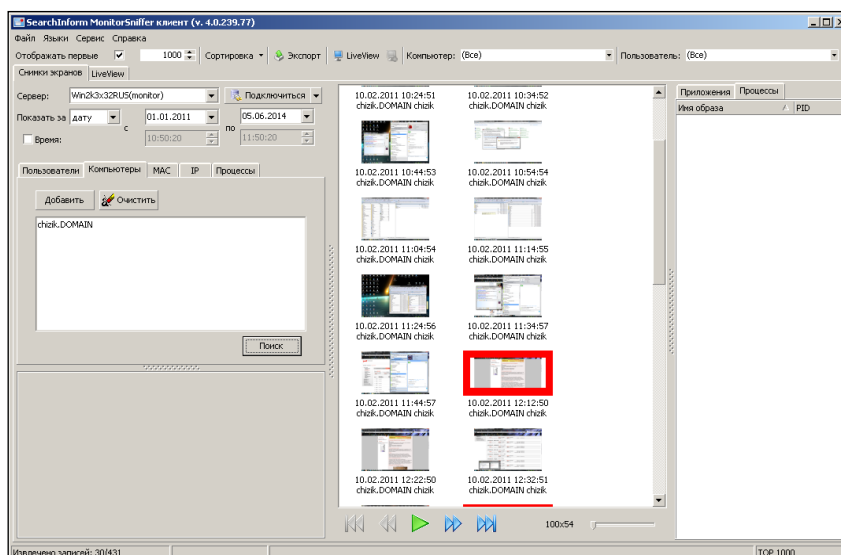 SearchInform MonitorSniffer клиент (v. 4.0.239.77)
Файл Языки Сервис Справка
Отображать первые 1000 Сортировка Экспорт LiveView Компьютер: (Все) Пользователь: (Все)
Снимки экранов LiveView
Сервер: Win2k3x32RUS(monitor) Подключиться
Показать за дату с 01.01.2011 по 05.06.2014
Время: 10:50:20 11:50:20
Пользователи Компьютеры MAC IP Процессы
Добавить Очистить
chizik.DOMAIN
Поиск
10.02.2011 10:24:51 10.02.2011 10:34:52
chizik.DOMAIN chizik chizik.DOMAIN chizik
10.02.2011 10:44:53 10.02.2011 10:54:54
chizik.DOMAIN chizik chizik.DOMAIN chizik
10.02.2011 11:04:54 10.02.2011 11:14:55
chizik.DOMAIN chizik chizik.DOMAIN chizik
10.02.2011 11:24:56 10.02.2011 11:34:57
chizik.DOMAIN chizik chizik.DOMAIN chizik
10.02.2011 11:44:57 10.02.2011 12:12:50
chizik.DOMAIN chizik chizik.DOMAIN chizik
10.02.2011 12:22:50 10.02.2011 12:32:51
chizik.DOMAIN chizik chizik.DOMAIN chizik
100x54
Приложения Процессы
Имя образа PID
Извлечено записей: 30/431 TOP 1000